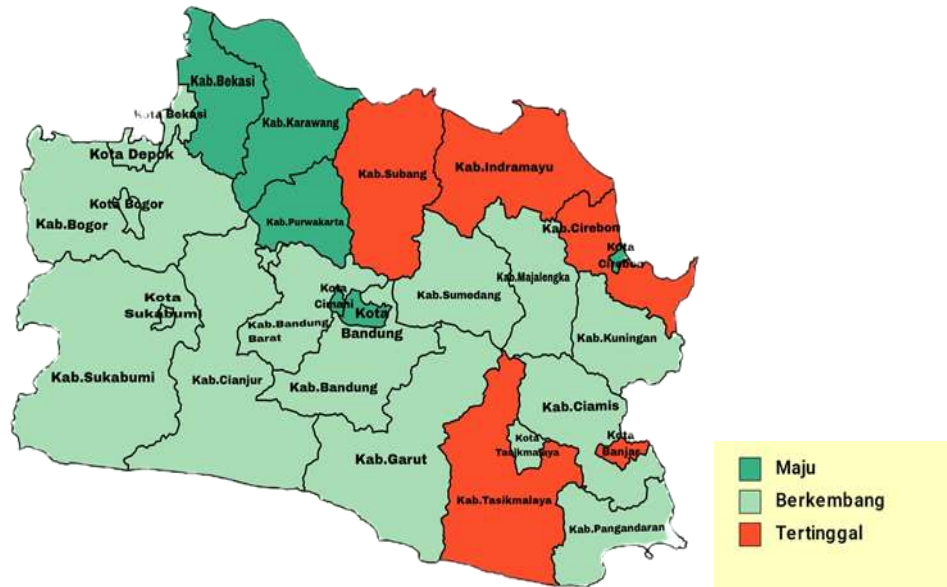 Kab.Bekasi
Kota Bekasi
Kab.Karawang
Kota Depok
Kab.Subang
Kab.Indramayu
Kota Bogor
Kab.Bogor
Kab.Purwakarta
Kab.Cirebon
Kota
Cirebon
Kab.Majalengka
Kota
Cimahi
Kab.Sumedang
Kota
Sukabumi
Kota
Bandung
Kab.Bandung
Barat
Kab.Kuningan
Kab.Sukabumi
Kab.Cianjur
Kab.Bandung
Kab.Ciamis
Kota
Tasikmalaya
Kota
Banjar
Kab.Garut
Kab.Tasikmalaya
Kab.Pangandaran
Maju
Berkembang
Tertinggal